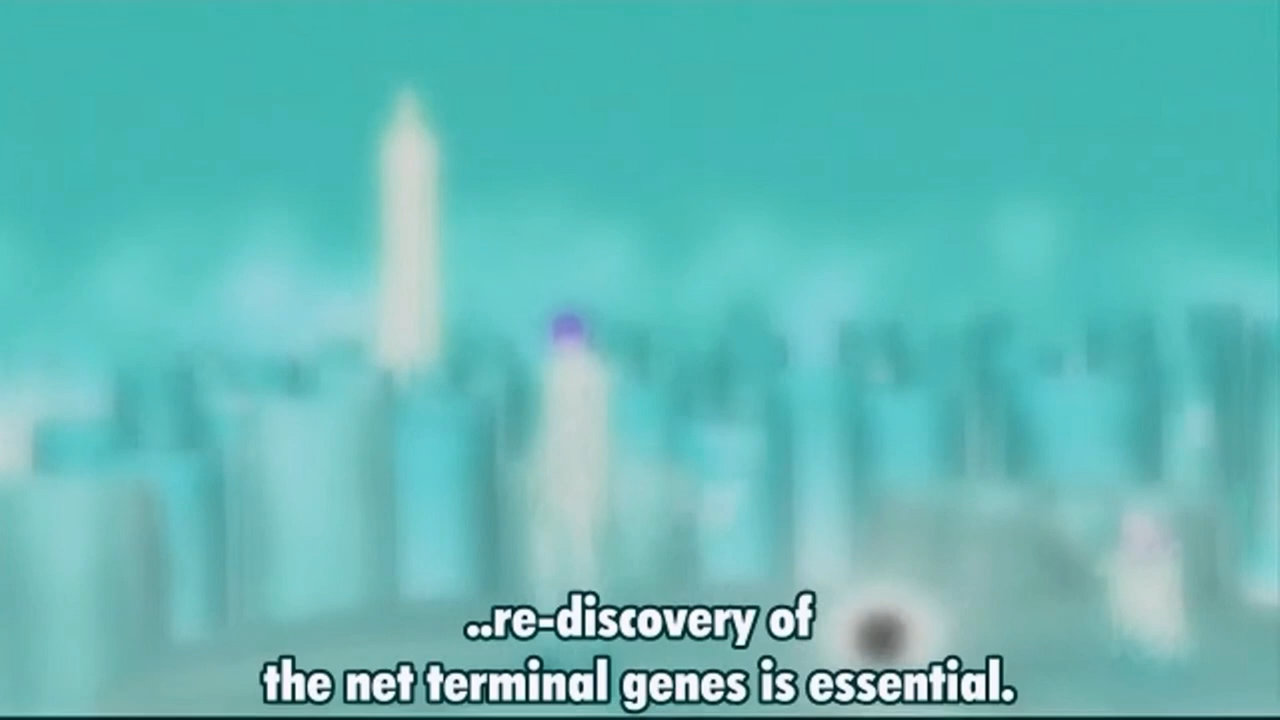 ..re-discovery of
the net terminal genes is essential.